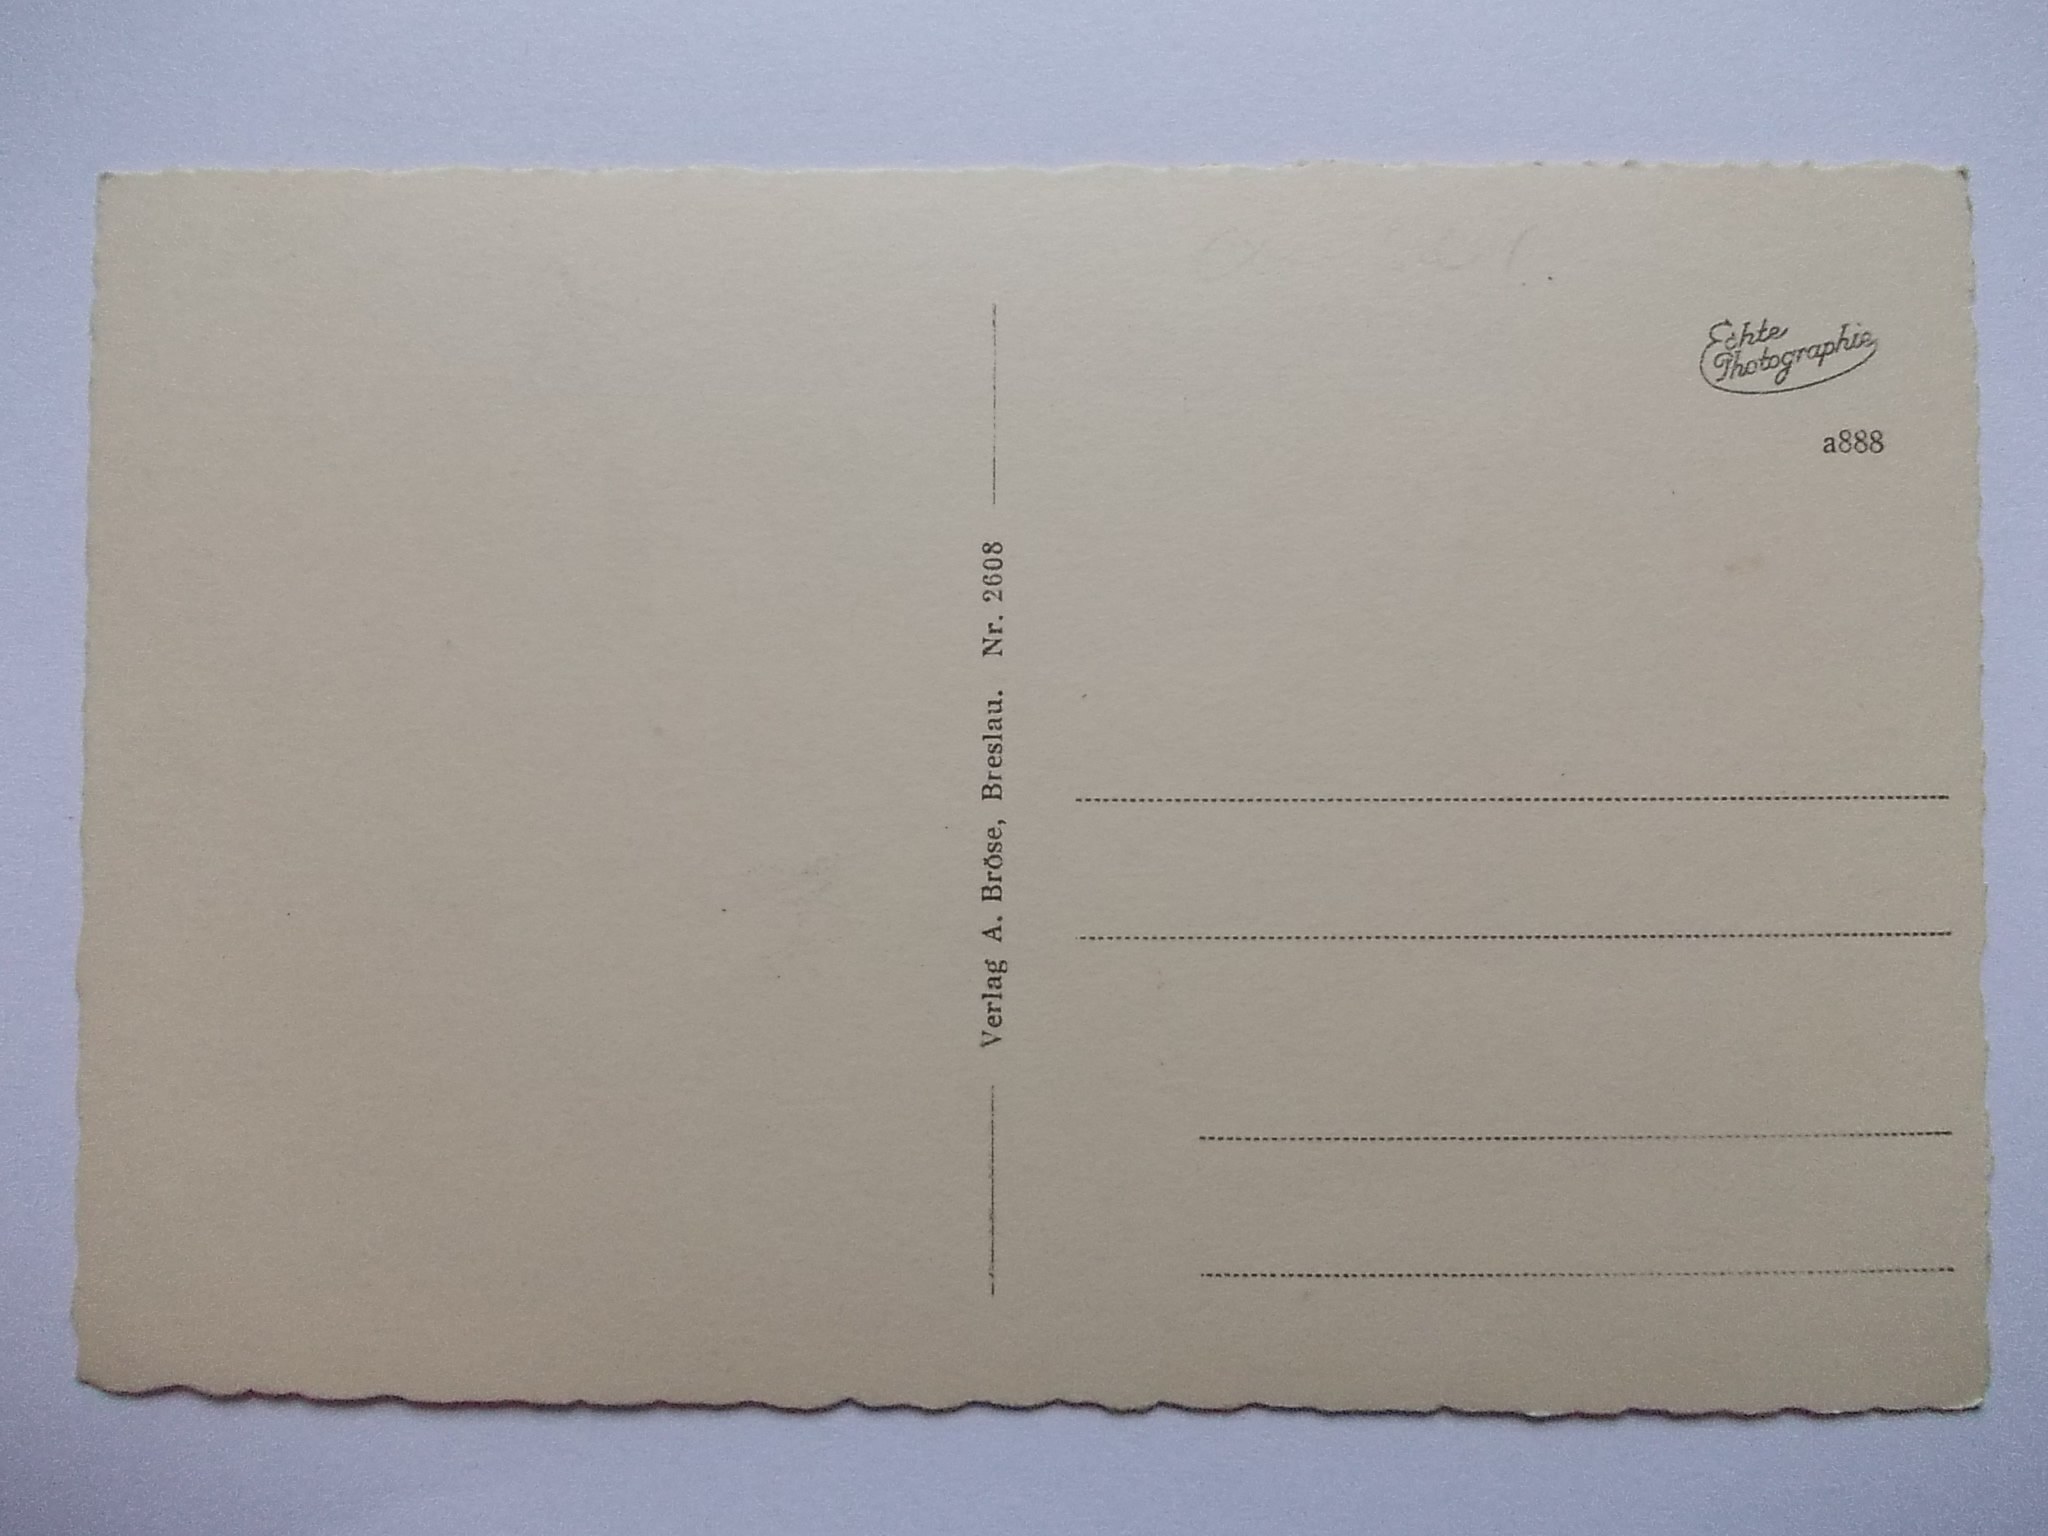 Verlag A. Bröse, Breslau. Nr. 2608
Echte
Photographie
a888